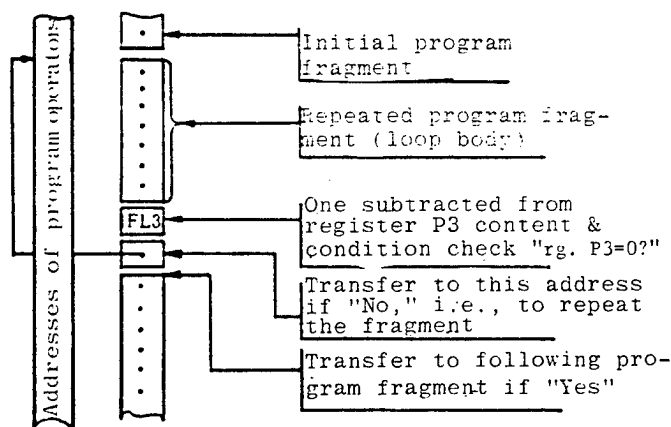 Addresses of program operators
Initial program
fragment
Repeated program frag-
ment (loop body)
FL3
One subtracted from
register P3 content &
condition check "rg. P3=0?"
Transfer to this address
if "No," i.e., to repeat
the fragment
Transfer to following pro-
gram fragment if "Yes"